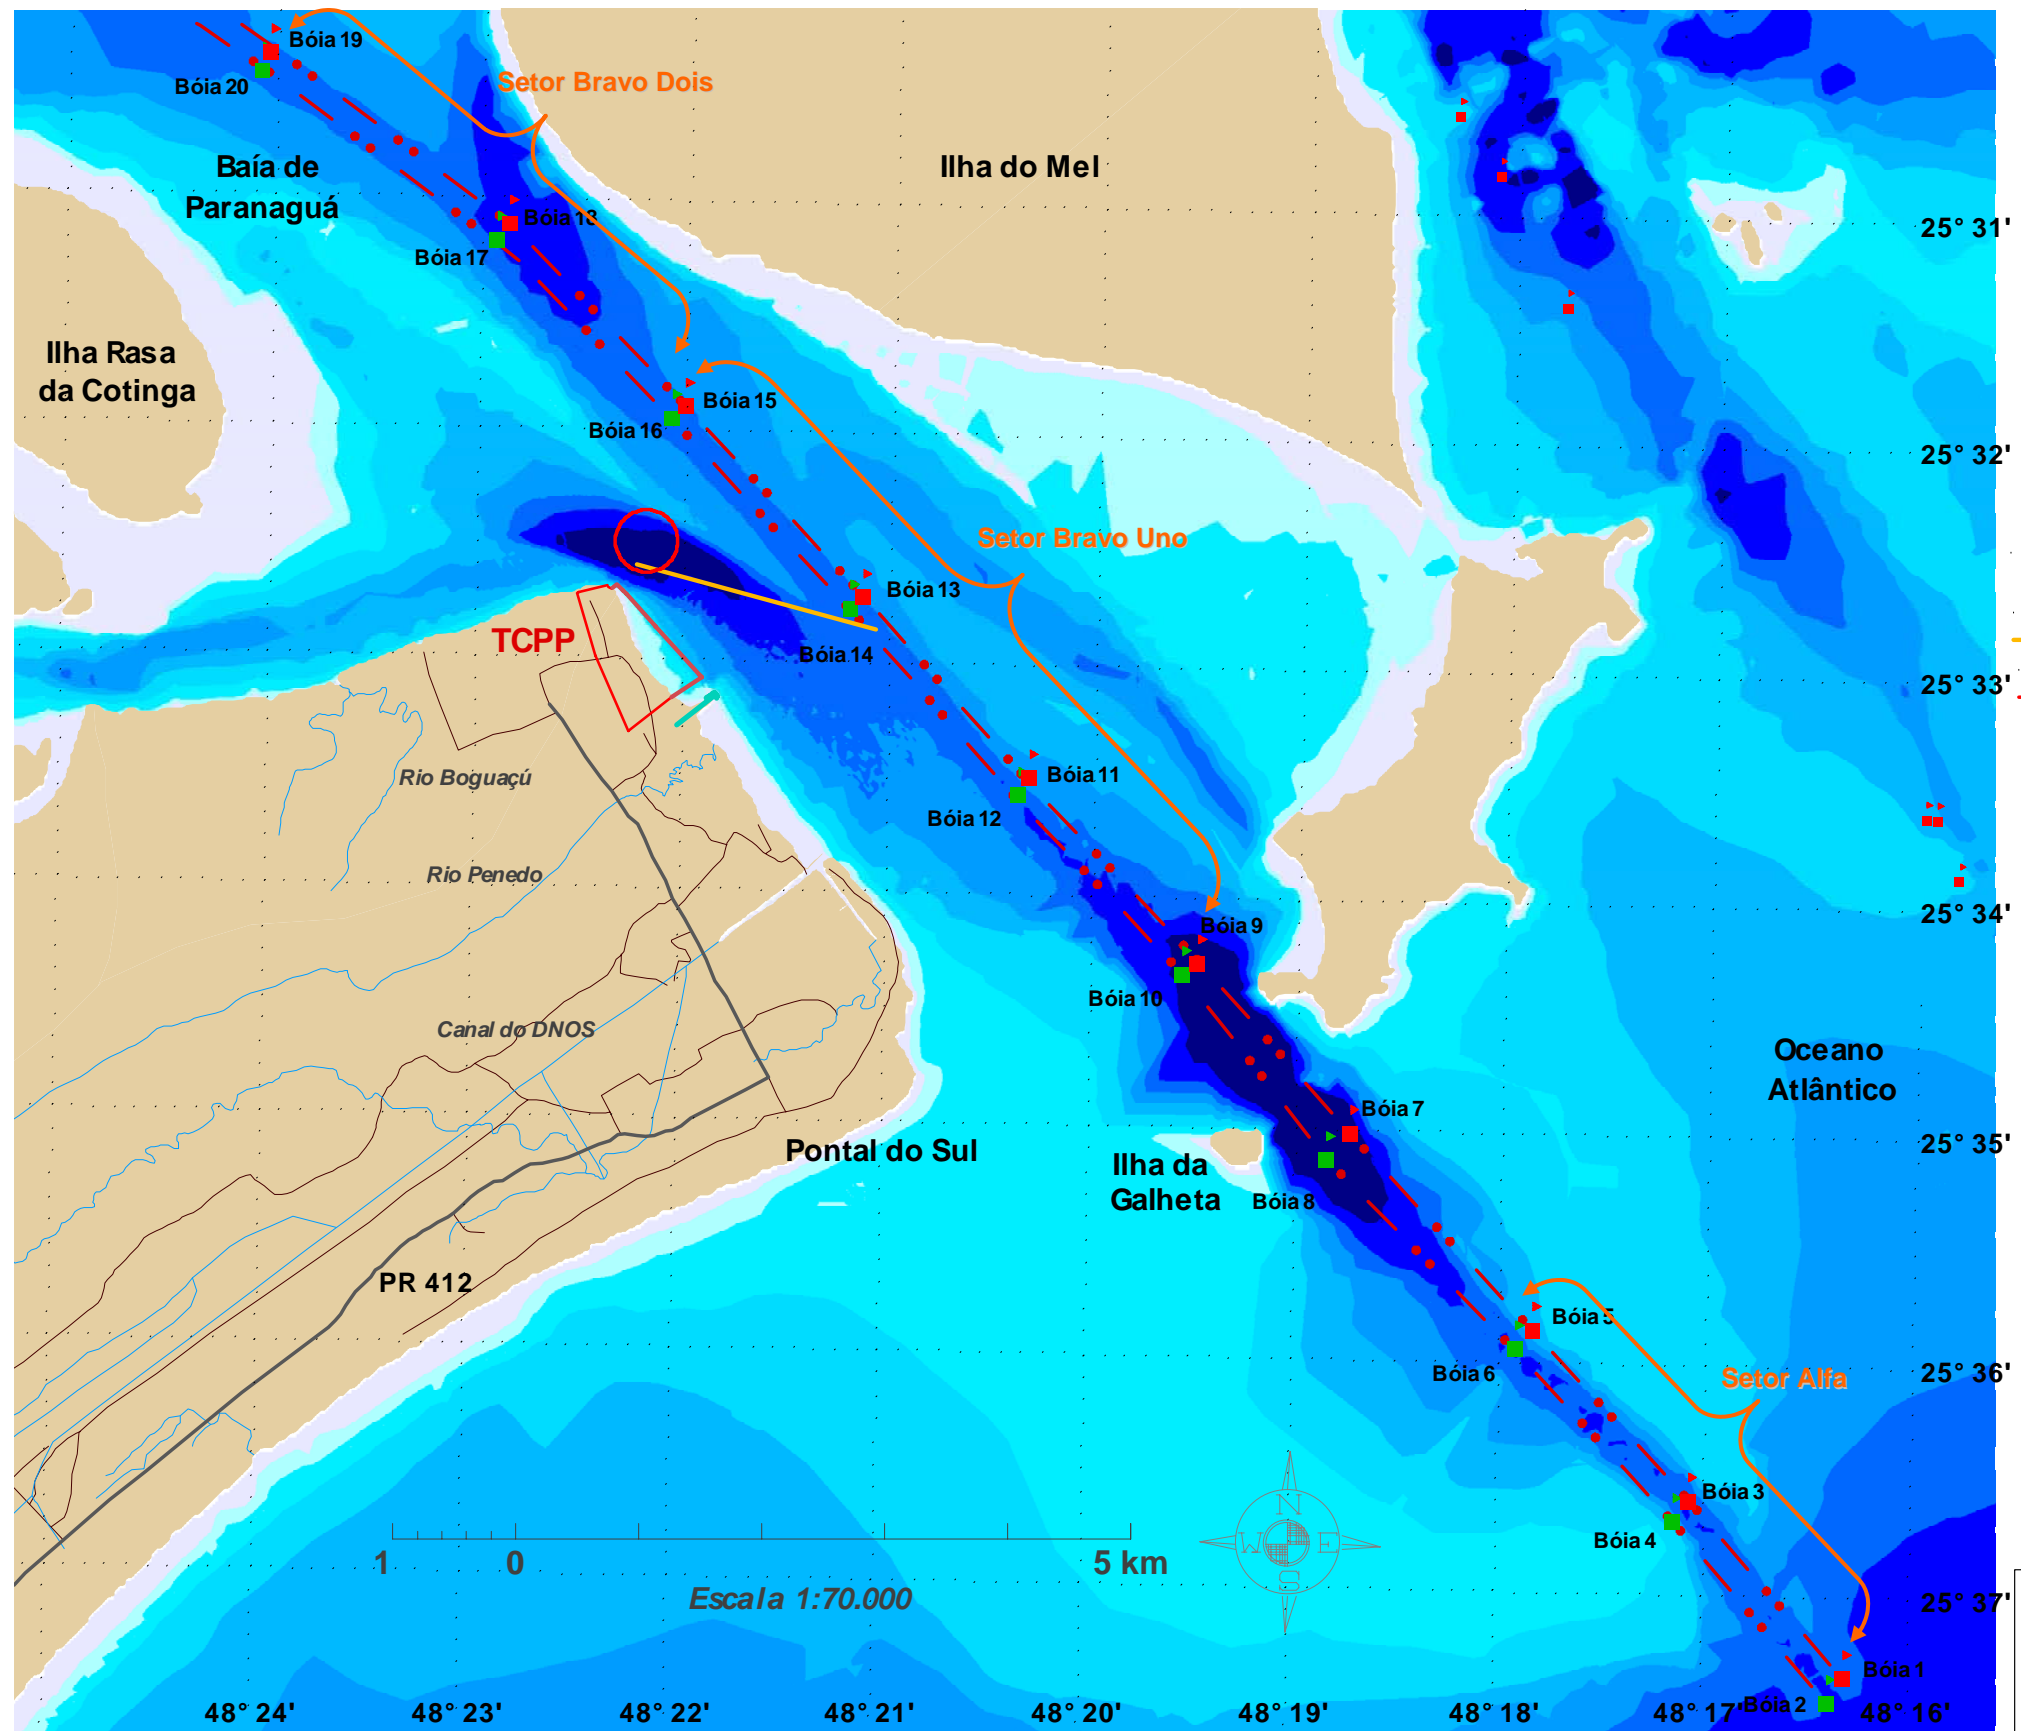 Bóia 19
Setor Bravo Dois
Bóia 20
Baía de
Paranaguá
Ilha do Mel
Bóia 18
25° 31'
Bóia 17
Ilha Rasa
da Cotinga
Bóia 15
Bóia 16
25° 32'
Setor Bravo Uno
Bóia 13
TCPP
Bóia 14
25° 33'
Rio Boguaçú
Bóia 11
Bóia 12
Rio Penedo
25° 34'
Bóia 9
Bóia 10
Canal do DNOS
Oceano
Atlântico
Bóia 7
Pontal do Sul
25° 35'
Ilha da
Galheta
Bóia 8
PR 412
Bóia 5
Bóia 6
25° 36'
Setor Alfa
Bóia 3
N
W E
S
Bóia 4
1 0 5 km
Escala 1:70.000
25° 37'
Bóia 1
Bóia 2
48° 24' 48° 23' 48° 22' 48° 21' 48° 20' 48° 19' 48° 18' 48° 17' 48° 16'